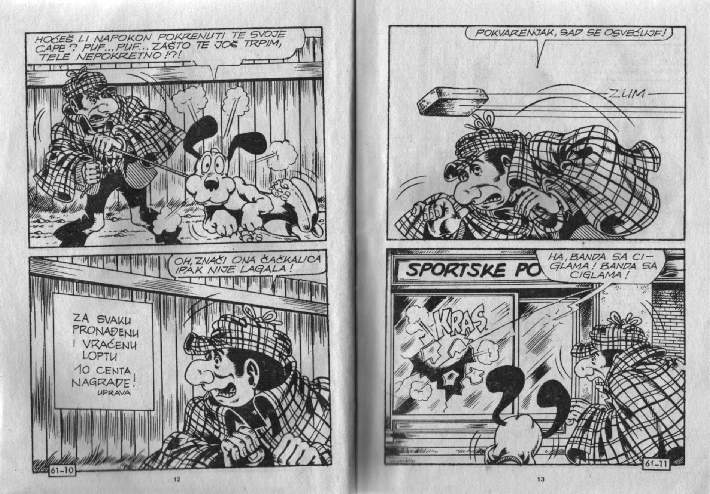 HOĆEŠ LI NAPOKON POKRENUTI TE SVOJE
CAPE? PUF...PUF... ZAŠTO TE JOŠ TRPIM,
TELE NEPOKRETNO!?!
OH, ZNAČI ONA ČAČKALICA
IPAK NIJE LAGALA!
ZA SVAKU
PRONAĐENU
I VRAĆENU
LOPTU
10 CENTA
NAGRADE!
UPRAVA
61-10
12
POKVARENJAK, SAD SE OSVEĆUJE!
ZUM
HA, BANDA SA CI-
GLAMA! BANDA SA
CIGLAMA!
SPORTSKE PO
KRAS
61-11
13